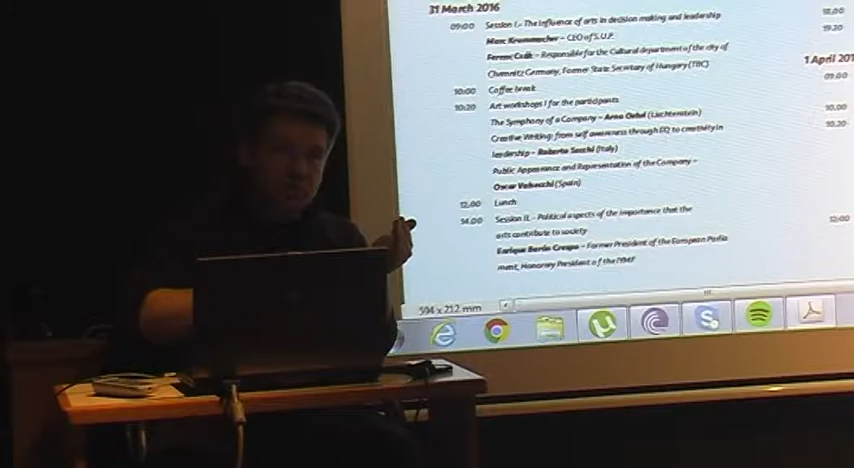 31 March 2016
09:00 Session I.- The influence of arts in decision making and leadership
Marc Krommacher - CEO of S.U.P.
Ferenc Csák - Responsible for the Cultural department of the city of
Chemnitz Germany, Former State Secretary of Hungary (TBC)
10:00 Coffee break
10:20 Art workshops I for the participants
The Symphony of a Company - Arno Oehri (Liechtenstein)
Creative Writing: from self awareness through EQ to creativity in
leadership - Roberta Secchi (Italy)
Public Appearance and Representation of the Company -
Oscar Valsecchi (Spain)
12.00 Lunch
14.00 Session II. - Political aspects of the importance that the
arts contribute to society
Enrique Barón Crespo - Former President of the European Parlia
ment, Honorary President of the IYMF
18.00
19.20
1 April 201
09.00
10.00
10.20
12:00
594 x 212 mm